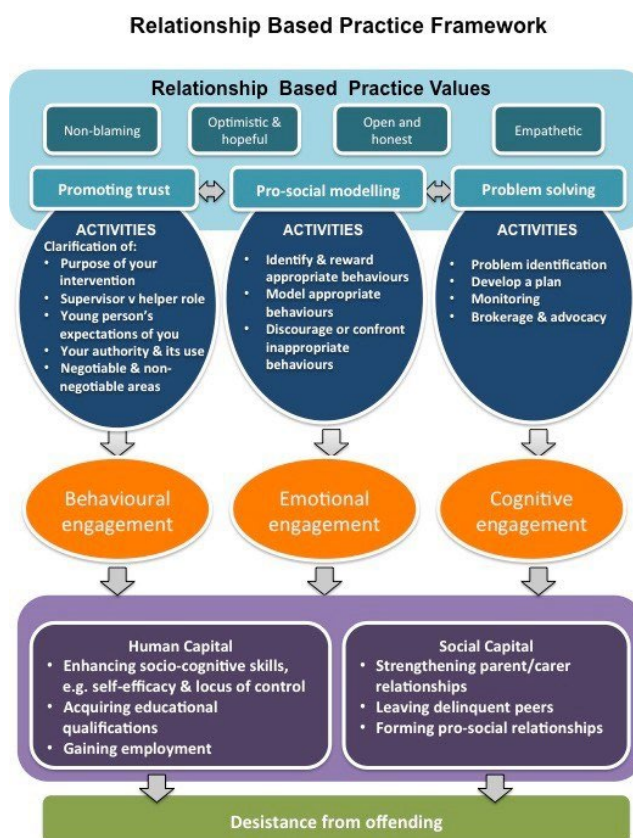 Relationship Based Practice Framework
Relationship Based Practice Values
Non-blaming
Optimistic &
hopeful
Open and
honest
Empathetic
Promoting trust
Pro-social modelling
Problem solving
ACTIVITIES
Clarification of:
• Purpose of your
intervention
• Supervisor v helper role
• Young person's
expectations of you
• Your authority & its use
• Negotiable & non-
negotiable areas
ACTIVITIES
• Identify & reward
appropriate behaviours
• Model appropriate
behaviours
• Discourage or confront
inappropriate
behaviours
ACTIVITIES
• Problem identification
• Develop a plan
• Monitoring
• Brokerage & advocacy
Behavioural
engagement
Emotional
engagement
Cognitive
engagement
Human Capital
• Enhancing socio-cognitive skills,
e.g. self-efficacy & locus of control
• Acquiring educational
qualifications
• Gaining employment
Social Capital
• Strengthening parent/carer
relationships
• Leaving delinquent peers
• Forming pro-social relationships
Desistance from offending